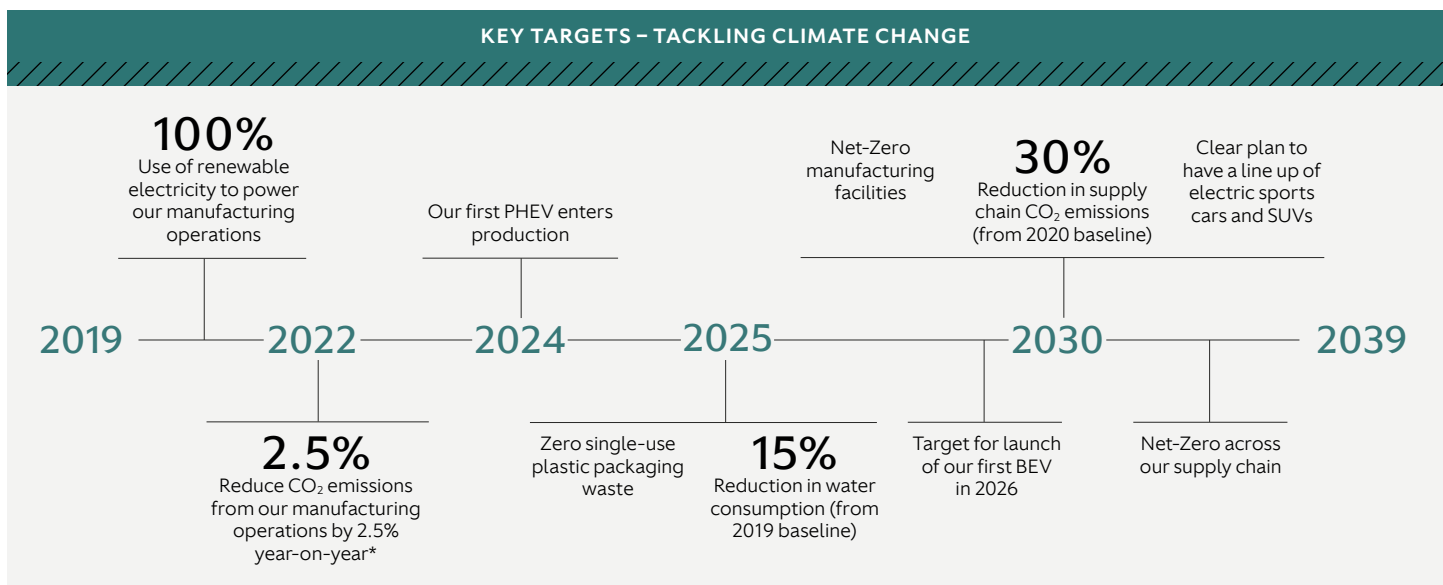 KEY TARGETS – TACKLING CLIMATE CHANGE
100%
Use of renewable
electricity to power
our manufacturing
operations
Our first PHEV enters
production
Net-Zero
manufacturing
facilities
30%
Reduction in supply
chain CO₂ emissions
(from 2020 baseline)
Clear plan to
have a line up of
electric sports
cars and SUVs
2019
2022
2024
2025
2030
2039
2.5%
Reduce CO₂ emissions
from our manufacturing
operations by 2.5%
year-on-year*
Zero single-use
plastic packaging
waste
15%
Reduction in water
consumption (from
2019 baseline)
Target for launch
of our first BEV
in 2026
Net-Zero across
our supply chain